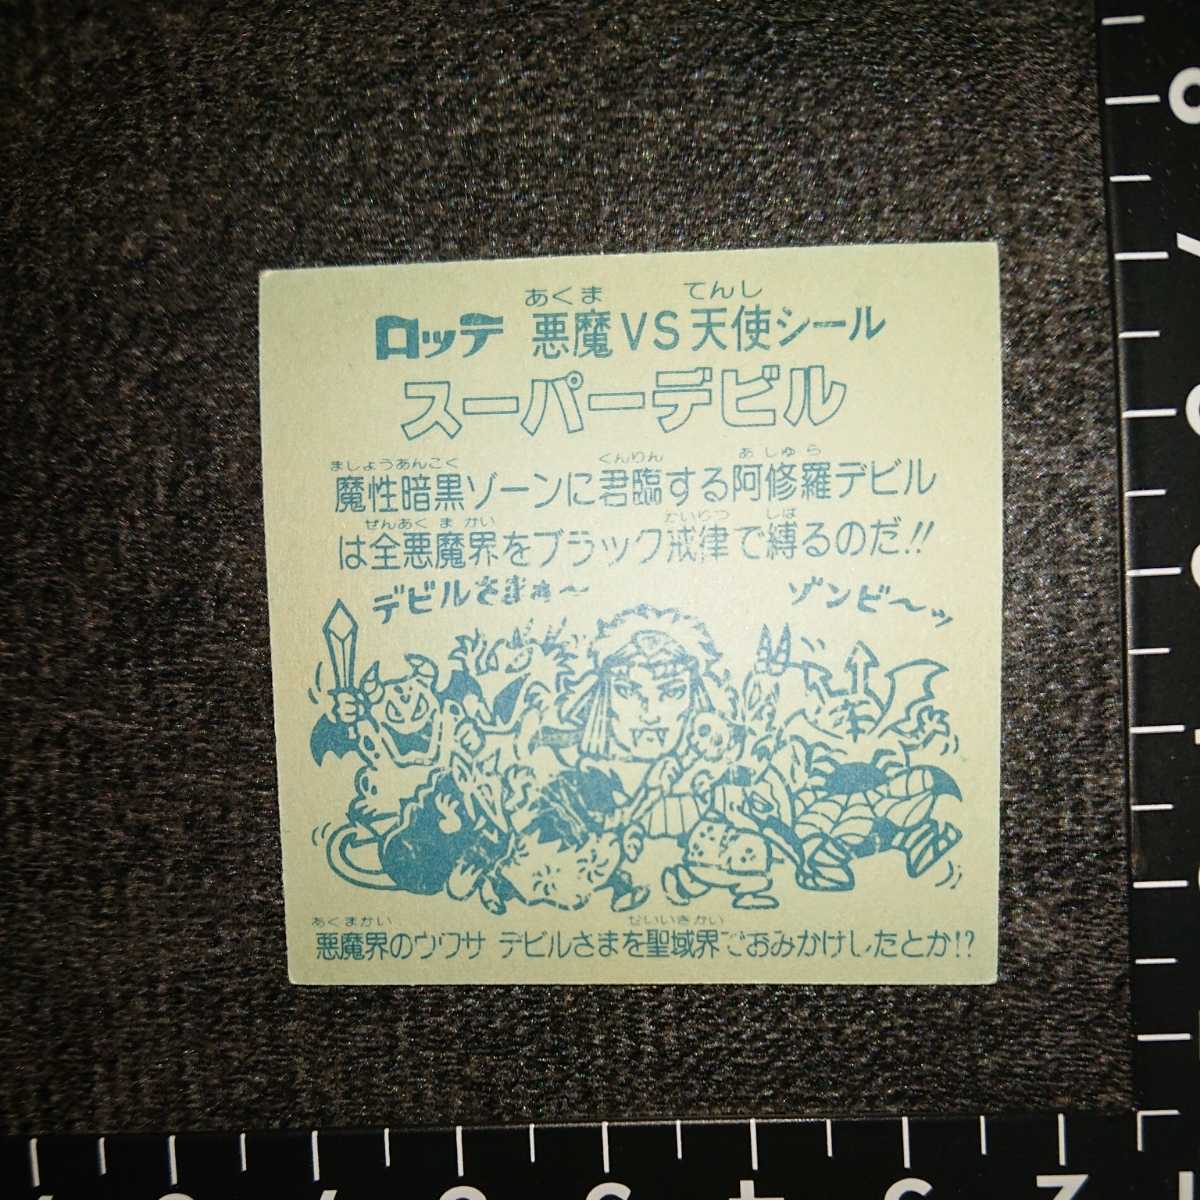 あくま てんし
ロッテ 悪魔VS天使シール
スーパーデビル
ましょうあんこく くんりん あしゅら
魔性暗黒ゾーンに君臨する阿修羅デビル
ぜんあくまかい かいりつ しば
は全悪魔界をブラック戒律で縛るのだ!!
デビルさまぁ〜 ゾンビ〜ッ
あくまかい せいいきかい
悪魔界のウワサ デビルさまを聖域界でおみかけしたとか!?